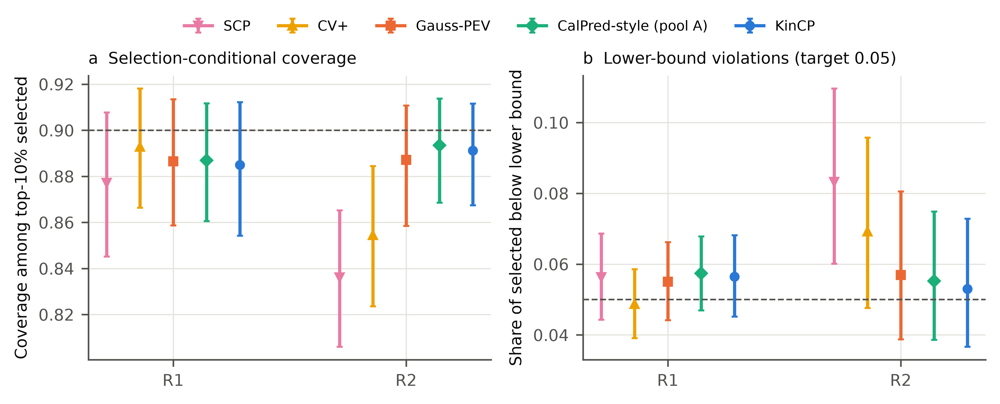 SCP CV+ Gauss-PEV CalPred-style (pool A) KinCP
a Selection-conditional coverage
Coverage among top-10% selected
0.92
0.90
0.88
0.86
0.84
0.82
R1 R2
b Lower-bound violations (target 0.05)
Share of selected below lower bound
0.10
0.08
0.06
0.04
R1 R2